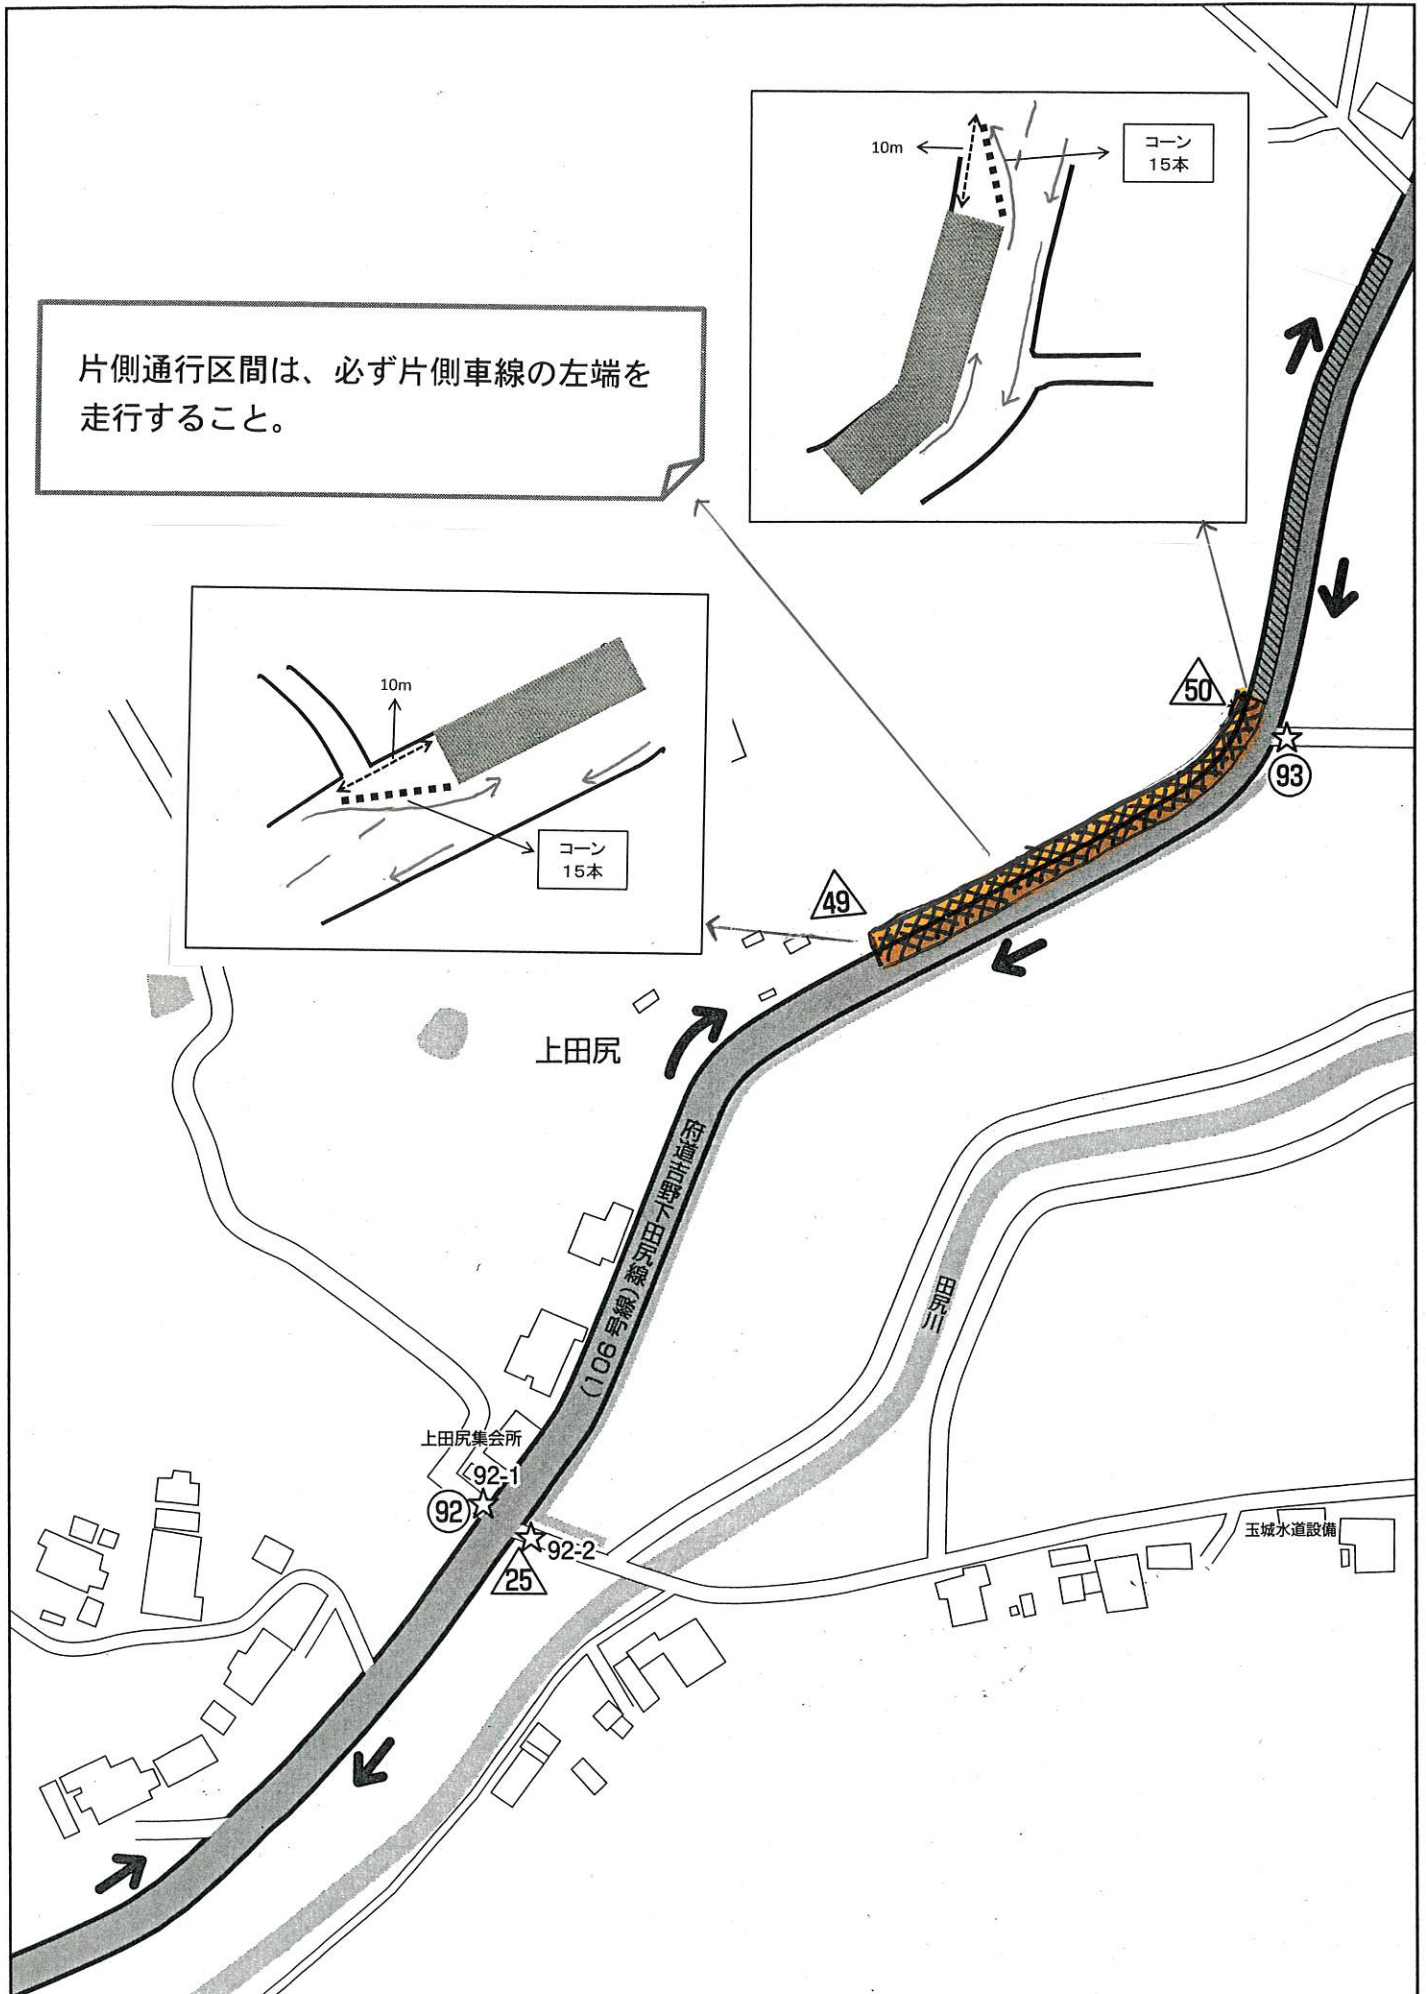 10m
コーン
15本
片側通行区間は、必ず片側車線の左端を
走行すること。
10m
コーン
15本
50
93
49
上田尻
府道吉野下田尻線
(106号線)
田尻川
上田尻集会所
92-1
92
92-2
25
玉城水道設備